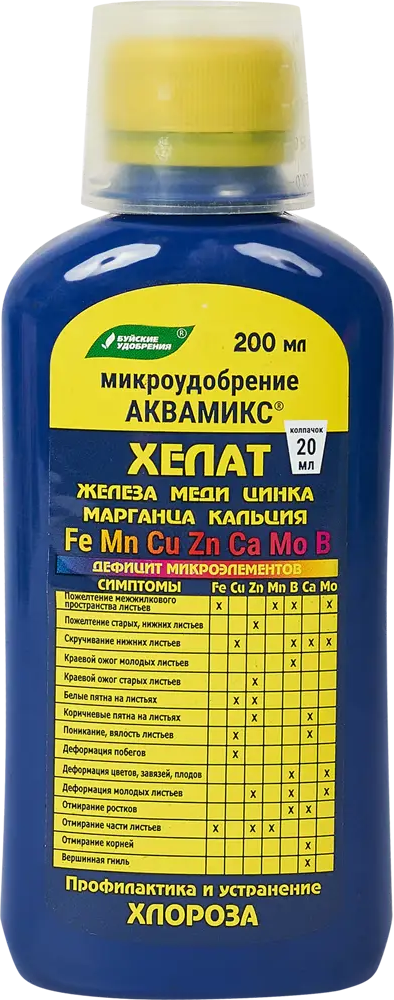 БУЙСКИЕ
УДОБРЕНИЯ ®
200 мл
микроудобрение
АКВАМИКС®
колпачок
20
мл
ХЕЛАТ
ЖЕЛЕЗА МЕДИ ЦИНКА
МАРГАНЦА КАЛЬЦИЯ
Fe Mn Cu Zn Ca Mo B
ДЕФИЦИТ МИКРОЭЛЕМЕНТОВ
СИМПТОМЫ Fe Cu Zn Mn B Ca Mo
Пожелтение межжилкового
пространства листьев x x x x
Пожелтение старых, нижних листьев x
Скручивание нижних листьев x x x x
Краевой ожог молодых листьев x
Краевой ожог старых листьев x
Белые пятна на листьях x x
Коричневые пятна на листьях x x
Поникание, вялость листьев x x
Деформация побегов x
Деформация цветов, завязей, плодов x x
Деформация молодых листьев x x x
Отмирание ростков x x
Отмирание части листьев x x x
Отмирание корней x
Вершинная гниль x
Профилактика и устранение
ХЛОРОЗА